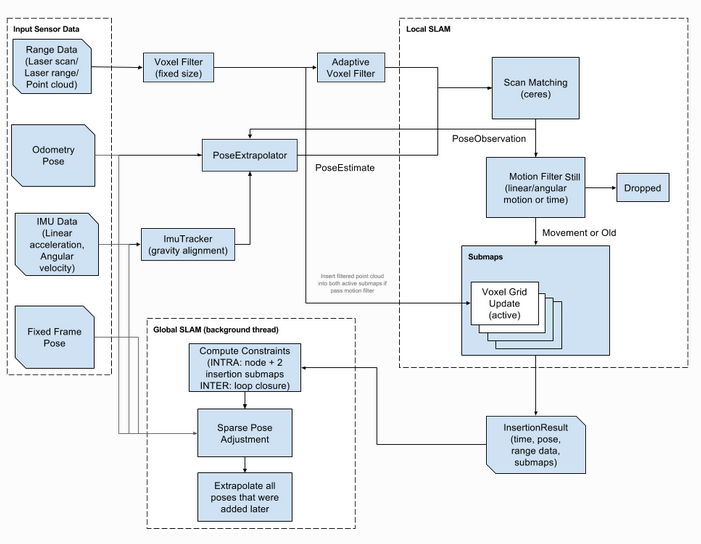 Input Sensor Data
Range Data
(Laser scan/
Laser range/
Point cloud)
Voxel Filter
(fixed size)
Adaptive
Voxel Filter
Local SLAM
Scan Matching
(ceres)
PoseObservation
Odometry
Pose
PoseExtrapolator
PoseEstimate
Motion Filter
Still
(linear/angular
motion or time)
Dropped
Movement or Old
IMU Data
(Linear
acceleration,
Angular
velocity)
ImuTracker
(gravity alignment)
Submaps
Voxel Grid
Update
(active)
Insert filtered point cloud
into both active submaps if
pass motion filter
Fixed Frame
Pose
Global SLAM (background thread)
Compute Constraints
(INTRA: node + 2
insertion submaps
INTER: loop closure)
Sparse Pose
Adjustment
Extrapolate all
poses that were
added later
InsertionResult
(time, pose,
range data,
submaps)